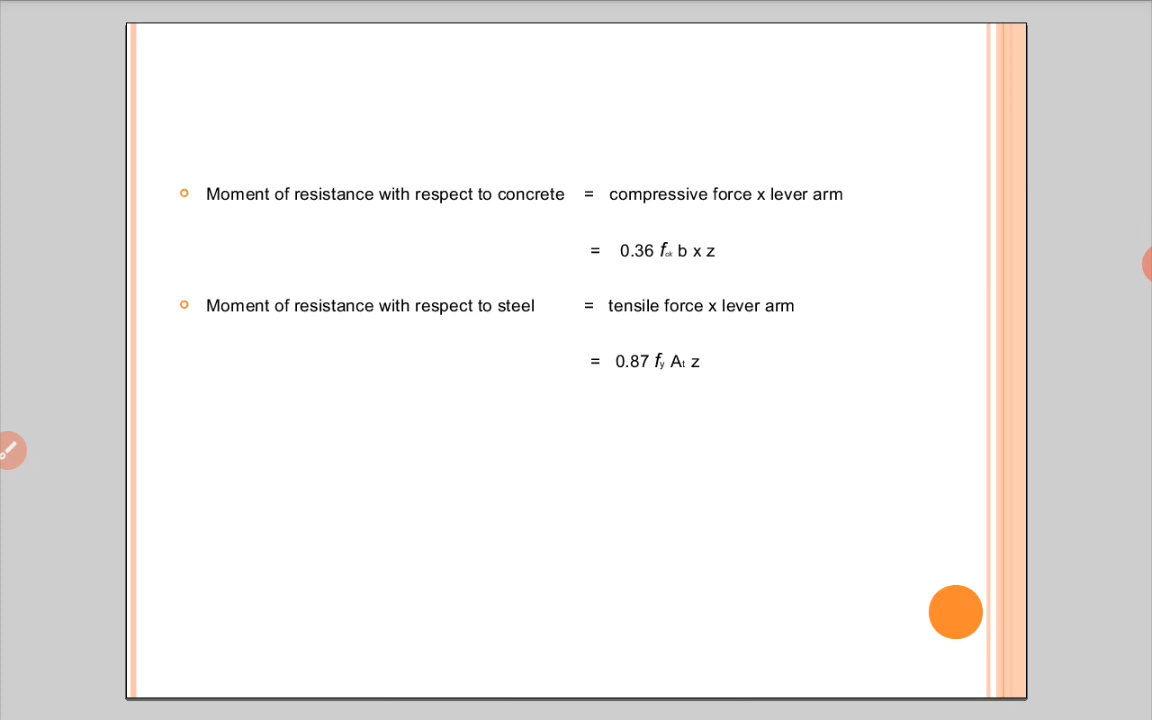 Moment of resistance with respect to concrete = compressive force x lever arm
= 0.36 fck b x z
Moment of resistance with respect to steel = tensile force x lever arm
= 0.87 fy At z